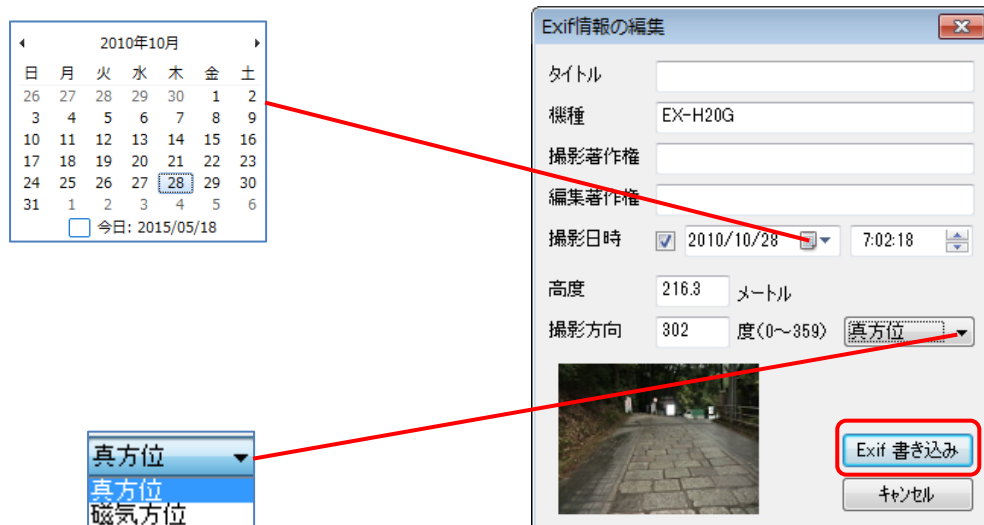 2010年10月
日 月 火 水 木 金 土
26 27 28 29 30 1 2
3 4 5 6 7 8 9
10 11 12 13 14 15 16
17 18 19 20 21 22 23
24 25 26 27 28 29 30
31 1 2 3 4 5 6
今日: 2015/05/18
Exif情報の編集
タイトル
機種 EX-H20G
撮影著作権
編集著作権
撮影日時 2010/10/28 7:02:18
高度 216.3 メートル
撮影方向 302 度(0～359) 真方位
Exif 書き込み
キャンセル
真方位
真方位
磁気方位